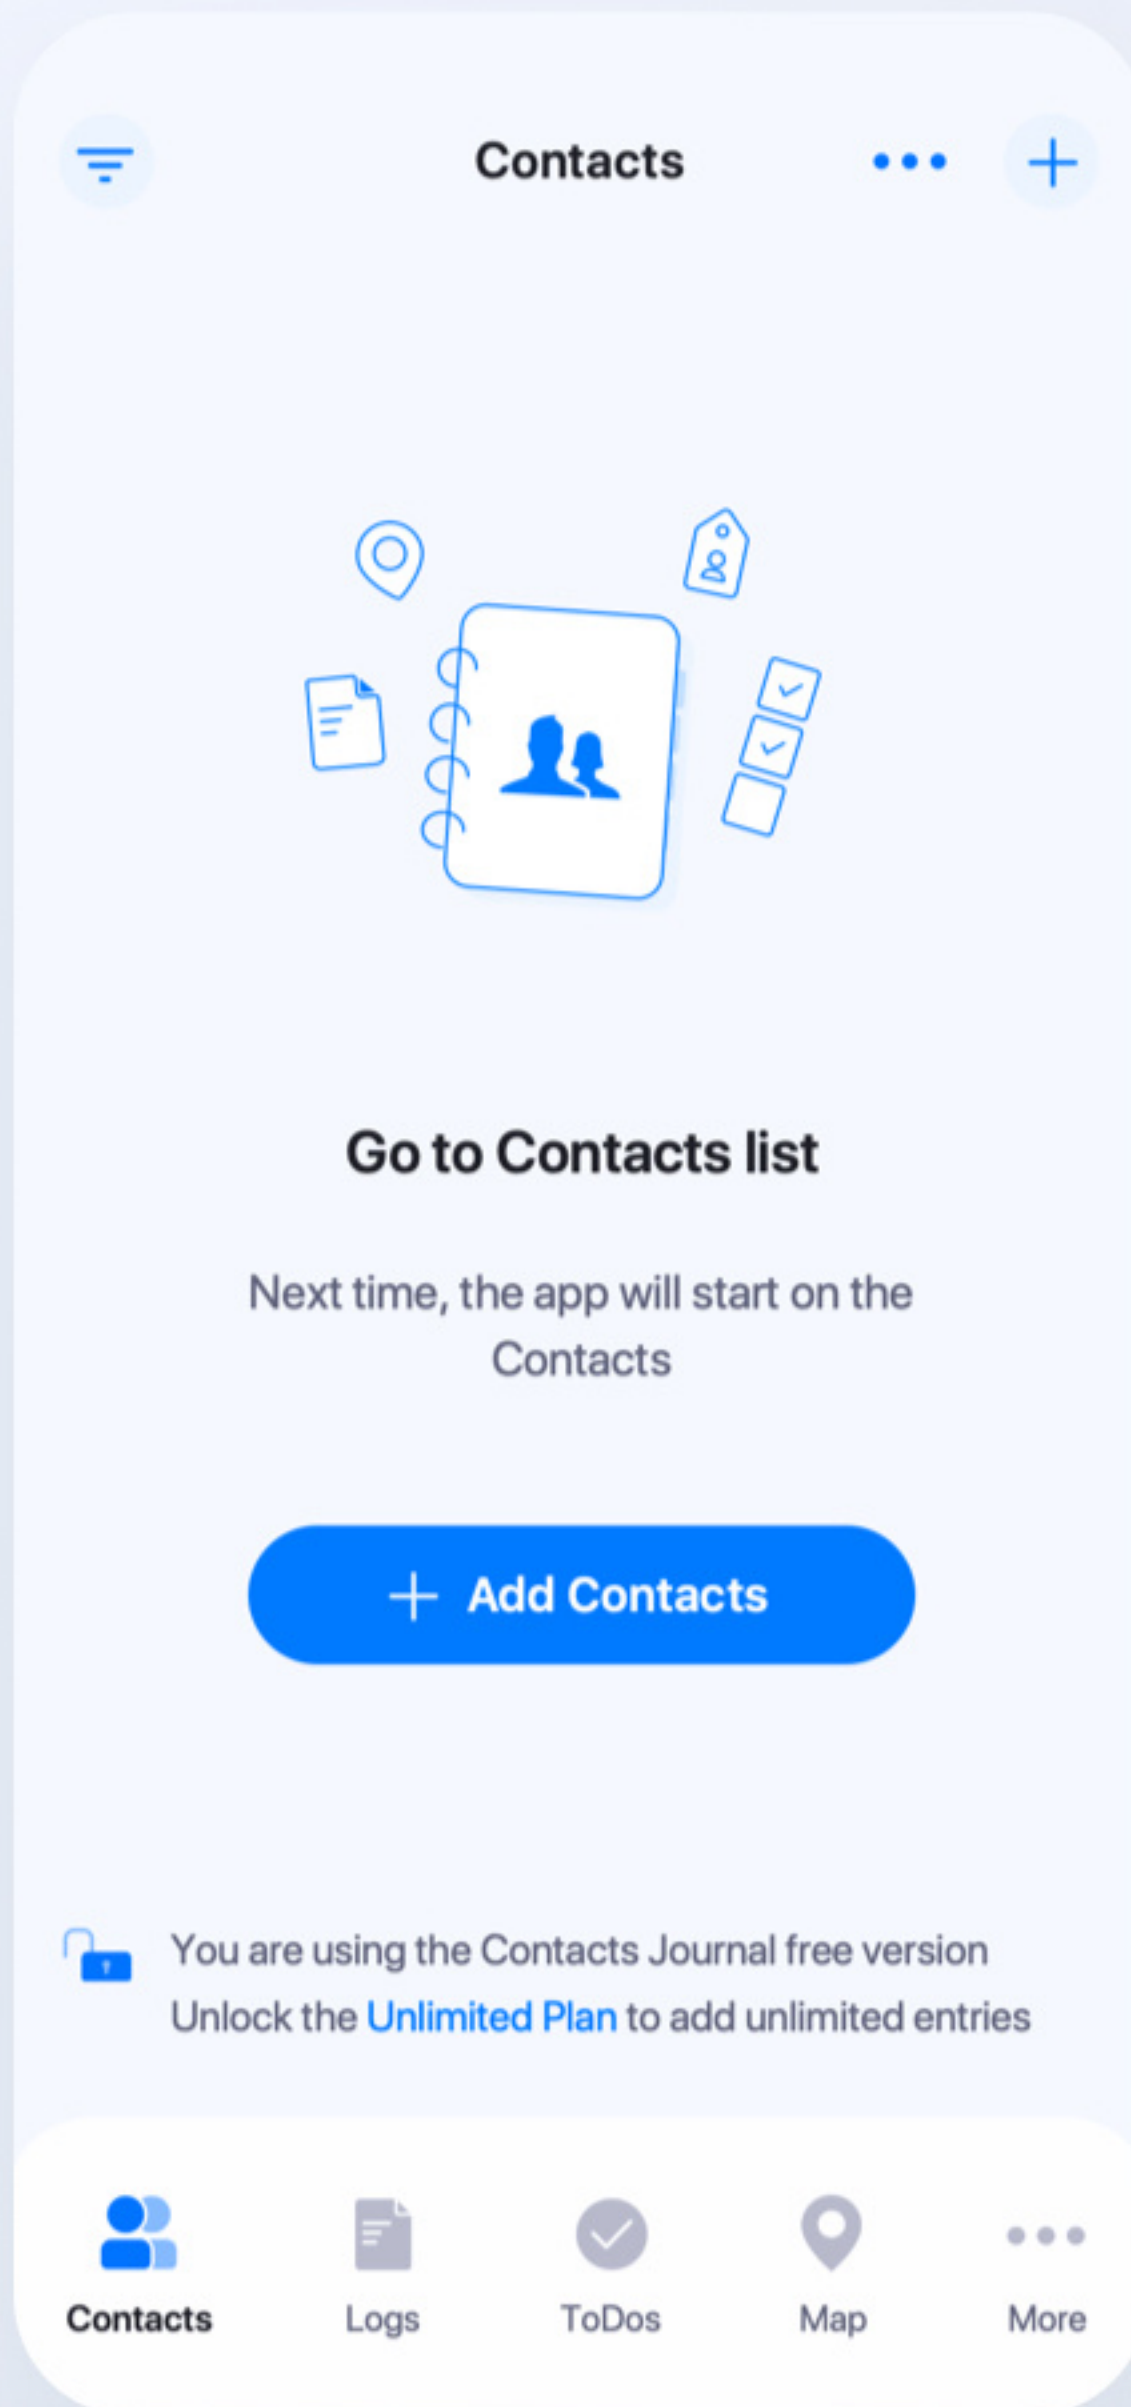 Contacts
Go to Contacts list
Next time, the app will start on the
Contacts
Add Contacts
You are using the Contacts Journal free version
Unlock the Unlimited Plan to add unlimited entries
Contacts
Logs
ToDos
Map
More